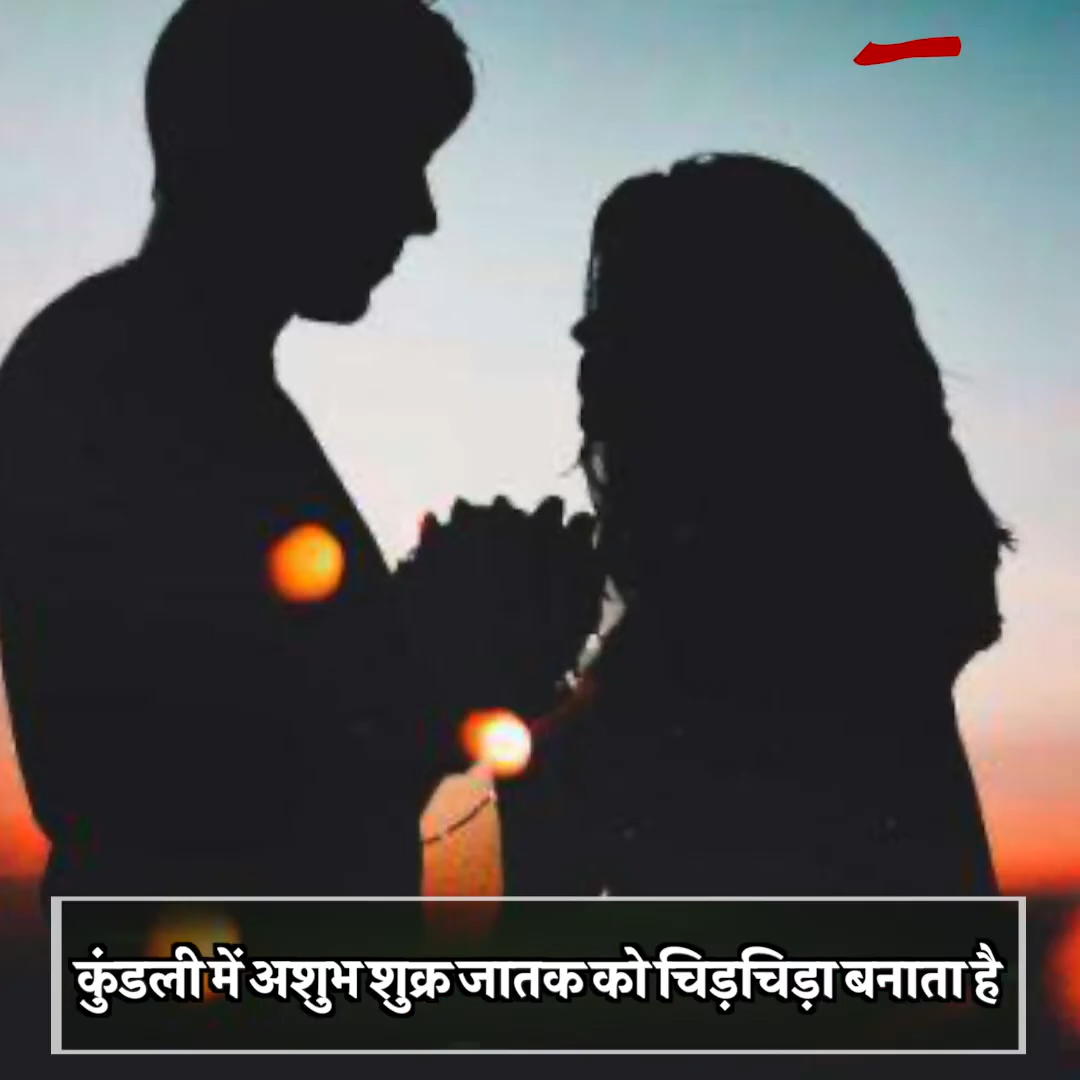 कुंडली में अशुभ शुक्र जातक को चिड़चिड़ा बनाता है